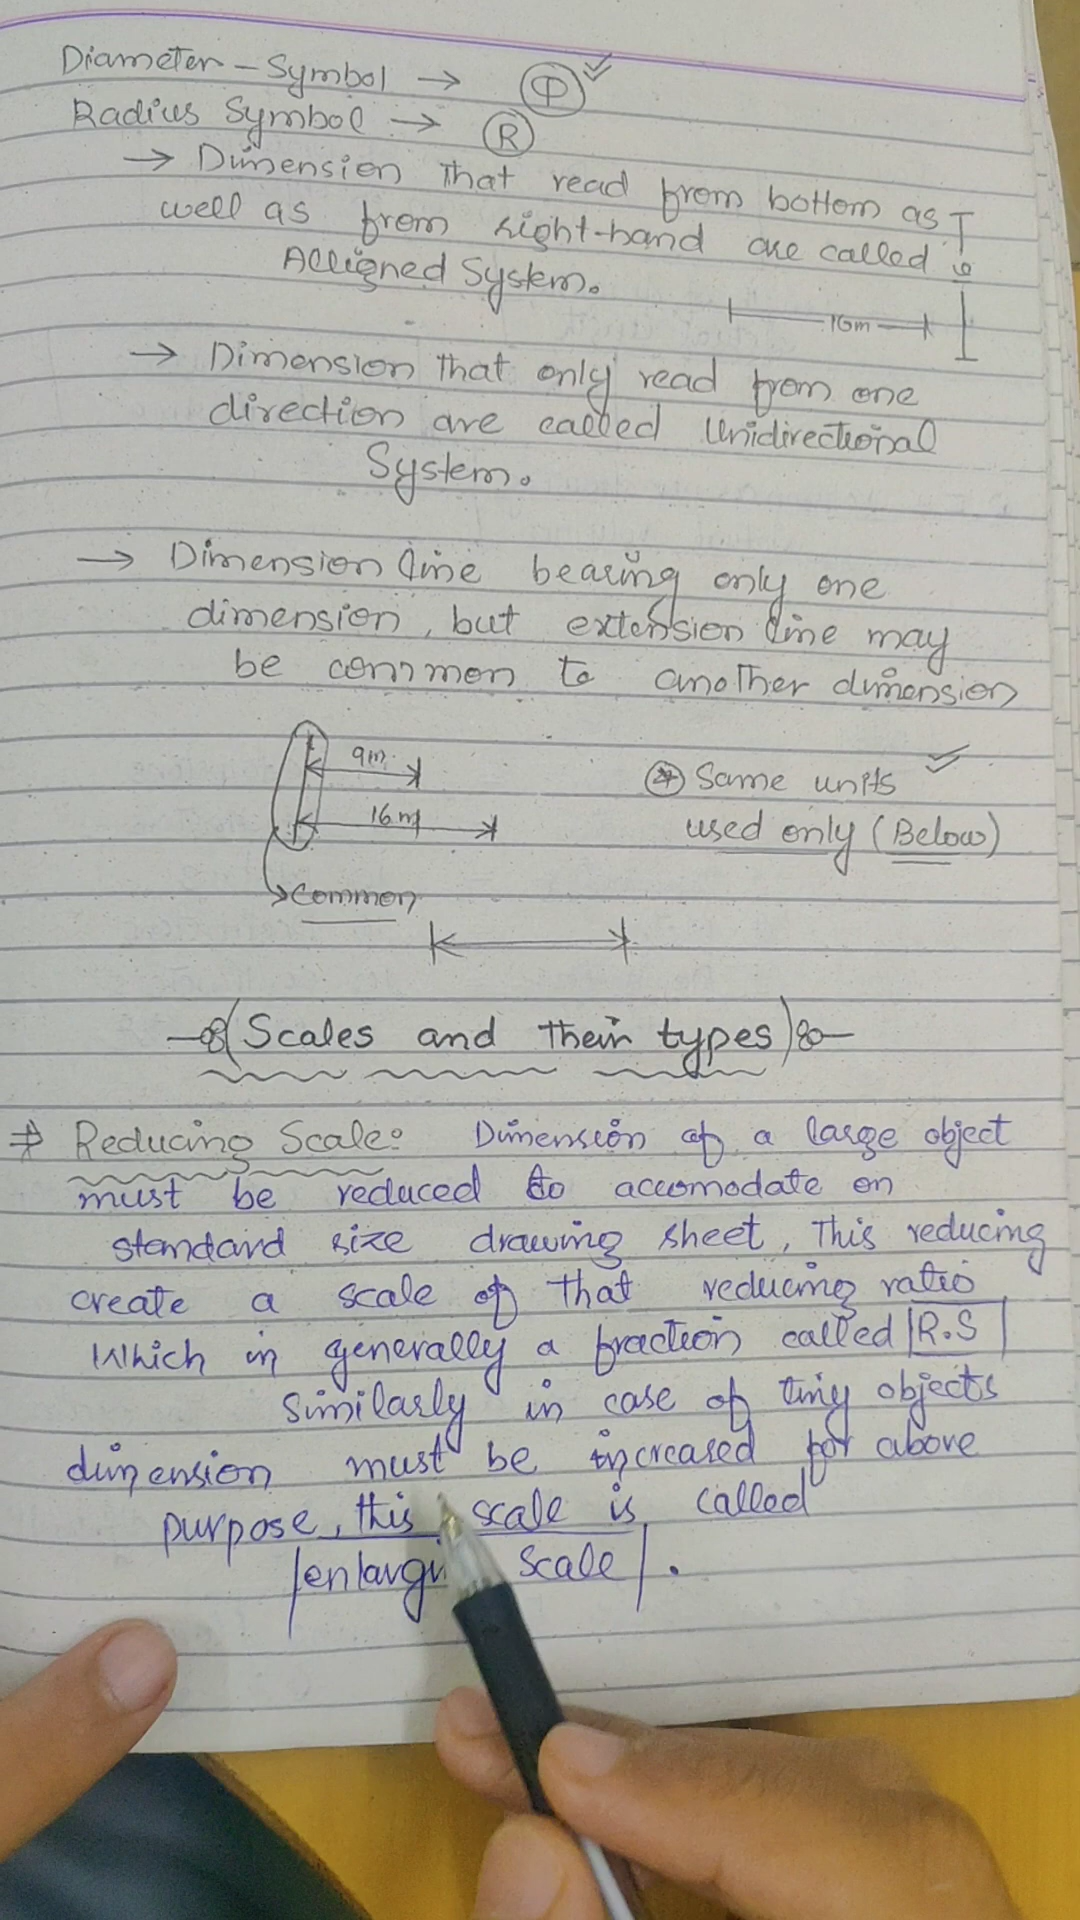 Diameter - Symbol → Φ
Radius Symbol → R
→ Dimension that read from bottom as
well as from right-hand are called
Alligned System.
16m
→ Dimension that only read from one
direction are called Unidirectional
System.
→ Dimension line bearing only one
dimension, but extension line may
be common to another dimension
9m
16m
Common
* Same units
used only (Below)
(Scales and their types)
⇒ Reducing Scale: Dimension of a large object
must be reduced to accomodate on
standard size drawing sheet, This reducing
create a scale of that reducing ratio
Which in generally a fraction called |R.S|
Similarly in case of tiny objects
dimension must be increased for above
purpose, this scale is called
scale|.